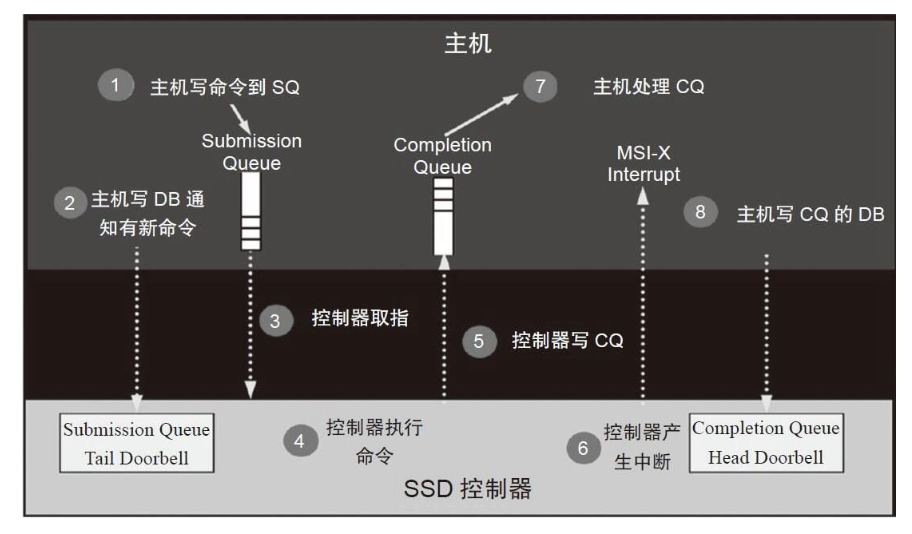 主机
1 主机写命令到 SQ
7 主机处理 CQ
Submission
Queue
Completion
Queue
MSI-X
Interrupt
2 主机写 DB 通
知有新命令
8 主机写 CQ 的 DB
3 控制器取指
5 控制器写 CQ
Submission Queue
Tail Doorbell
4 控制器执行
命令
6 控制器产
生中断
Completion Queue
Head Doorbell
SSD 控制器